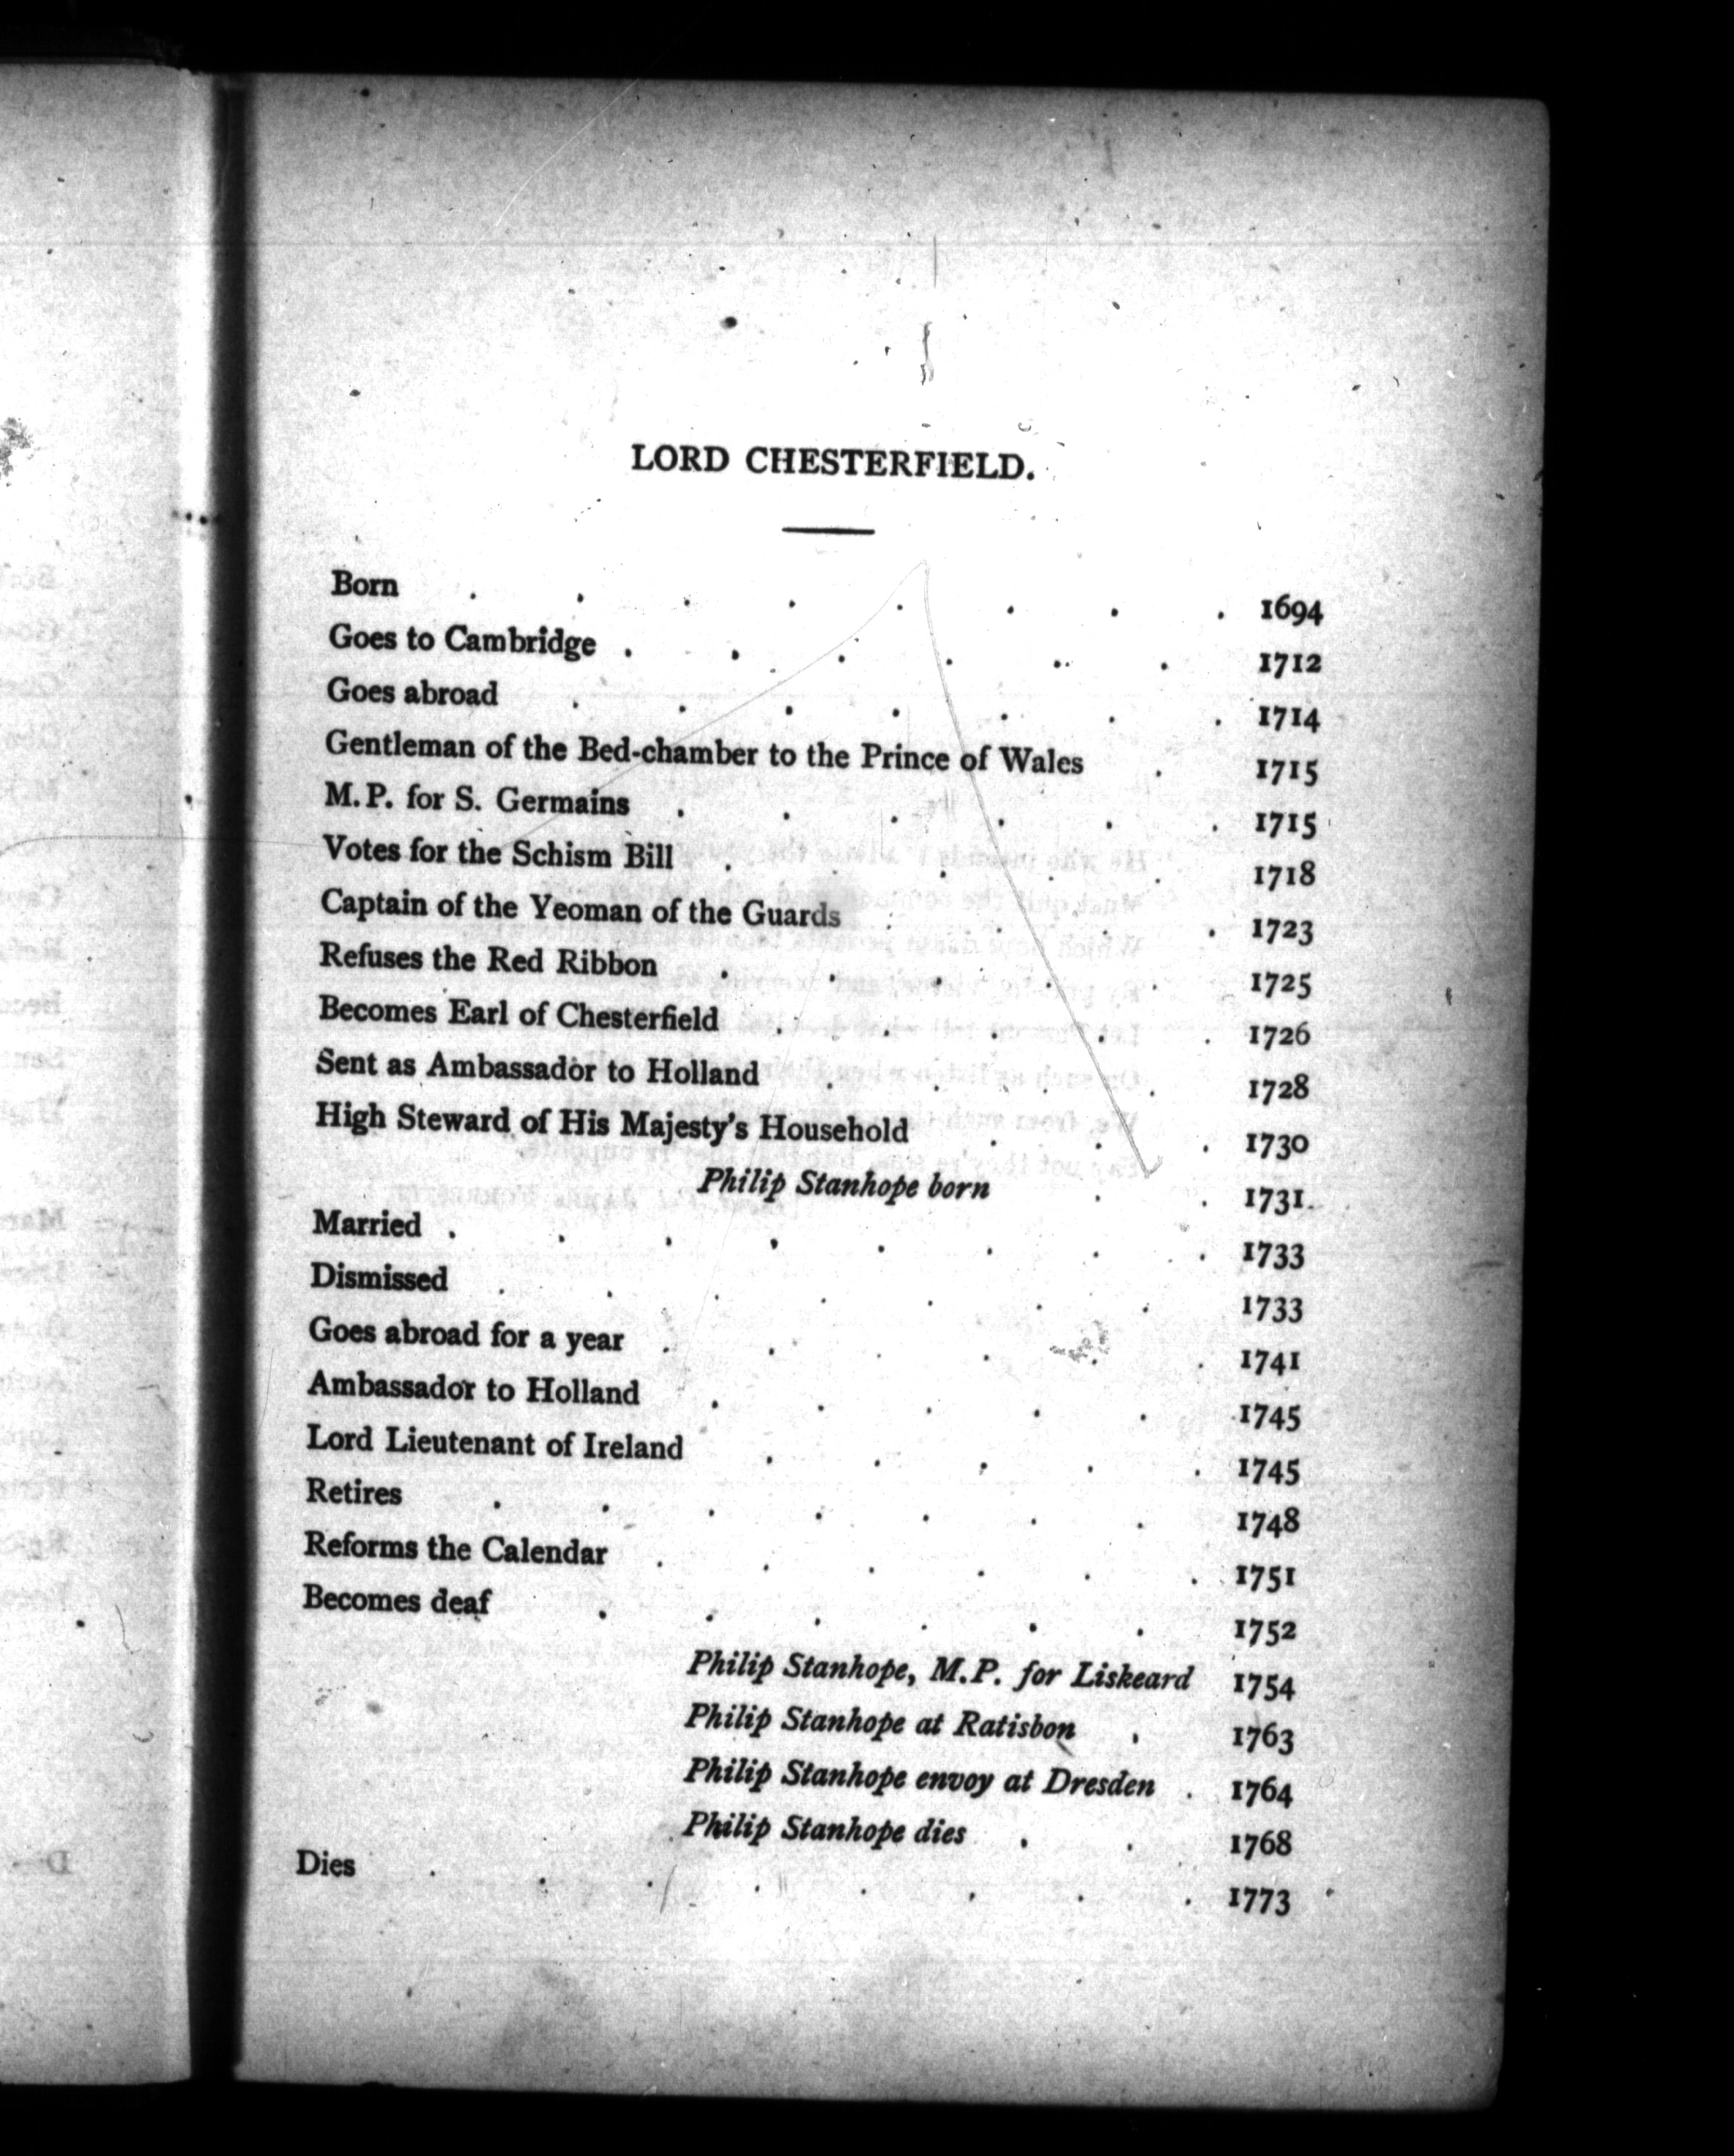 LORD CHESTERFIELD.
Born . . . . . . . . 1694
Goes to Cambridge . . . . . . 1712
Goes abroad . . . . . . . 1714
Gentleman of the Bed-chamber to the Prince of Wales . 1715
M.P. for S. Germains . . . . . . 1715
Votes for the Schism Bill . . . . . 1718
Captain of the Yeoman of the Guards . . . . 1723
Refuses the Red Ribbon . . . . . 1725
Becomes Earl of Chesterfield . . . . . 1726
Sent as Ambassador to Holland . . . . 1728
High Steward of His Majesty's Household . . . 1730
Philip Stanhope born . . 1731
Married . . . . . . . . 1733
Dismissed . . . . . . . 1733
Goes abroad for a year . . . . . . 1741
Ambassador to Holland . . . . . 1745
Lord Lieutenant of Ireland . . . . . 1745
Retires . . . . . . . 1748
Reforms the Calendar . . . . . . 1751
Becomes deaf . . . . . . 1752
Philip Stanhope, M.P. for Liskeard 1754
Philip Stanhope at Ratisbon . 1763
Philip Stanhope envoy at Dresden . 1764
Philip Stanhope dies . . 1768
Dies . . . . . . . . 1773